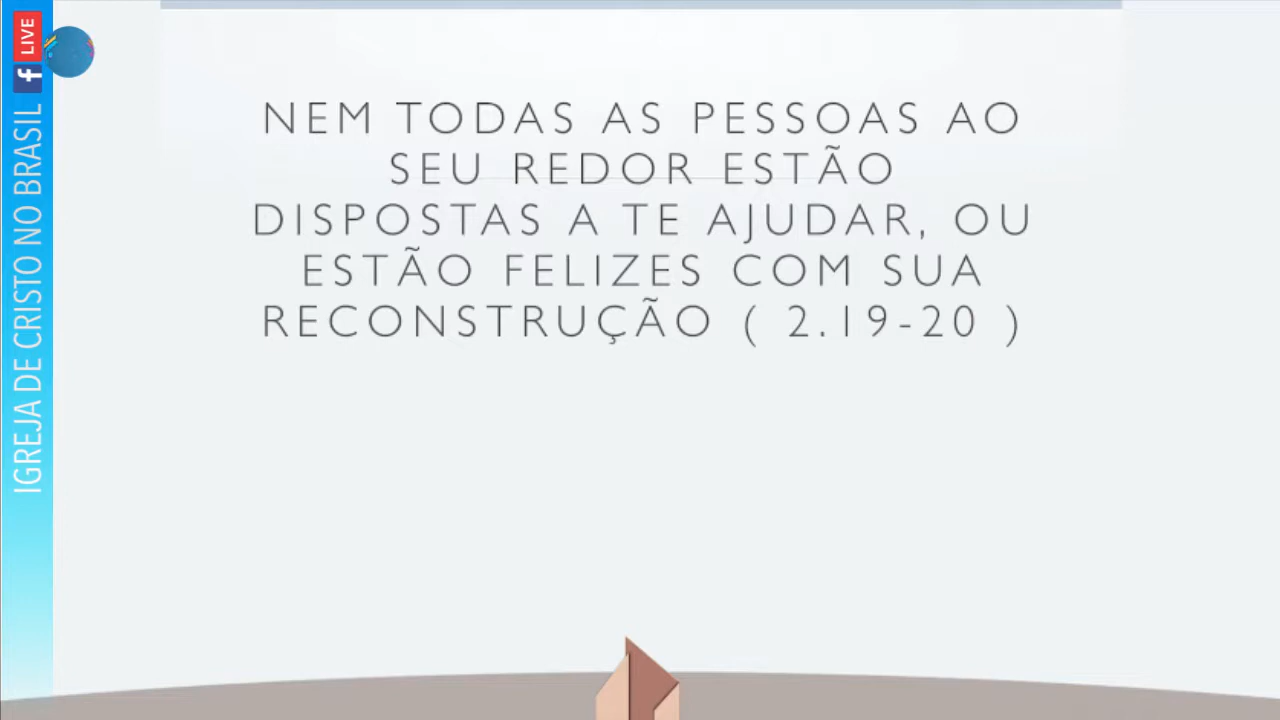 LIVE
IGREJA DE CRISTO NO BRASIL
NEM TODAS AS PESSOAS AO
SEU REDOR ESTÃO
DISPOSTAS A TE AJUDAR, OU
ESTÃO FELIZES COM SUA
RECONSTRUÇÃO ( 2.19-20 )